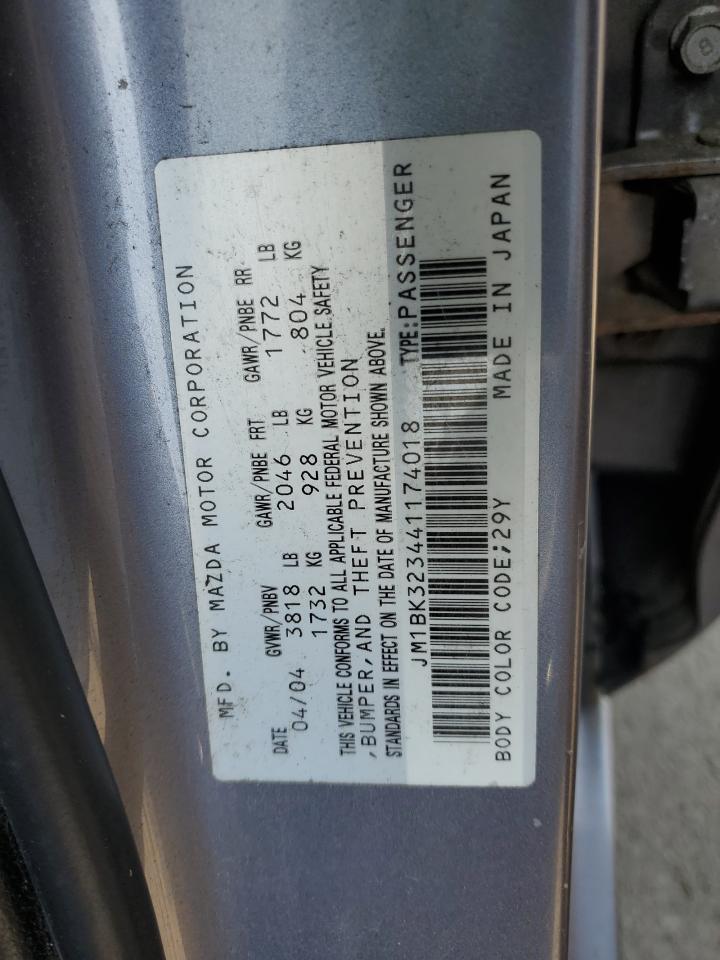 MFD. BY MAZDA MOTOR CORPORATION
DATE GVWR/PNBV GAWR/PNBE FRT GAWR/PNBE RR
04/04 3818 LB 2046 LB 1772 LB
1732 KG 928 KG 804 KG
THIS VEHICLE CONFORMS TO ALL APPLICABLE FEDERAL MOTOR VEHICLE SAFETY
,BUMPER,AND THEFT PREVENTION
STANDARDS IN EFFECT ON THE DATE OF MANUFACTURE SHOWN ABOVE.
JM1BK323441174018 TYPE:PASSENGER
BODY COLOR CODE;29Y MADE IN JAPAN
8